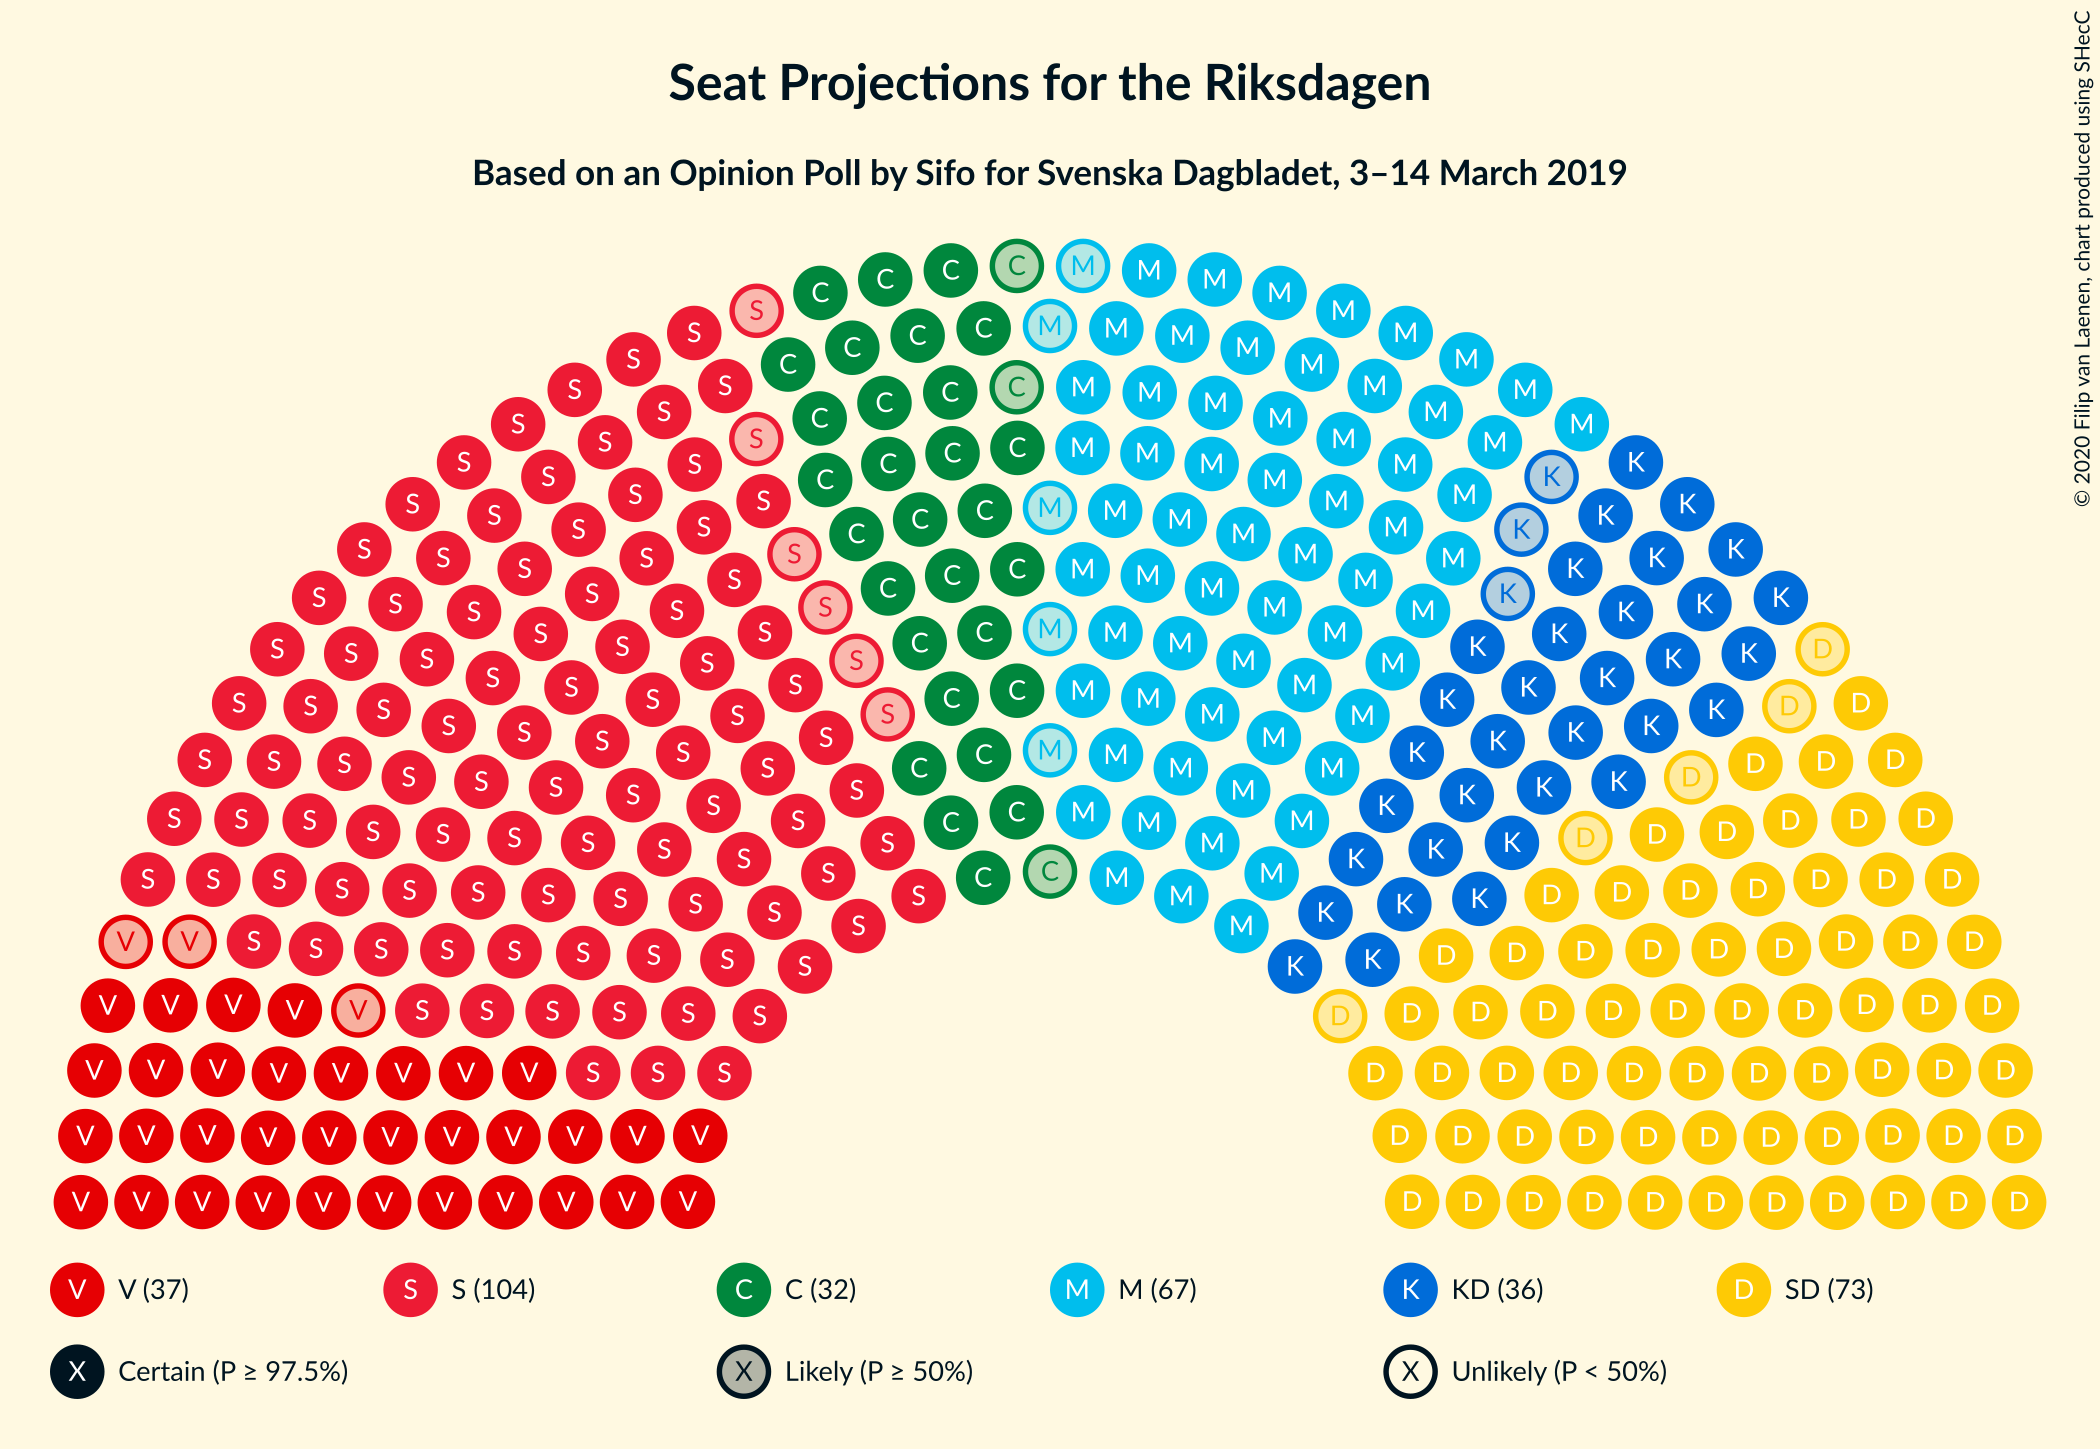 Seat Projections for the Riksdagen
Based on an Opinion Poll by Sifo for Svenska Dagbladet, 3–14 March 2019
© 2020 Filip van Laenen, chart produced using SHecC
V V (37) S S (104) C C (32) M M (67) K KD (36) D SD (73)
X Certain (P ≥ 97.5%) X Likely (P ≥ 50%) X Unlikely (P < 50%)